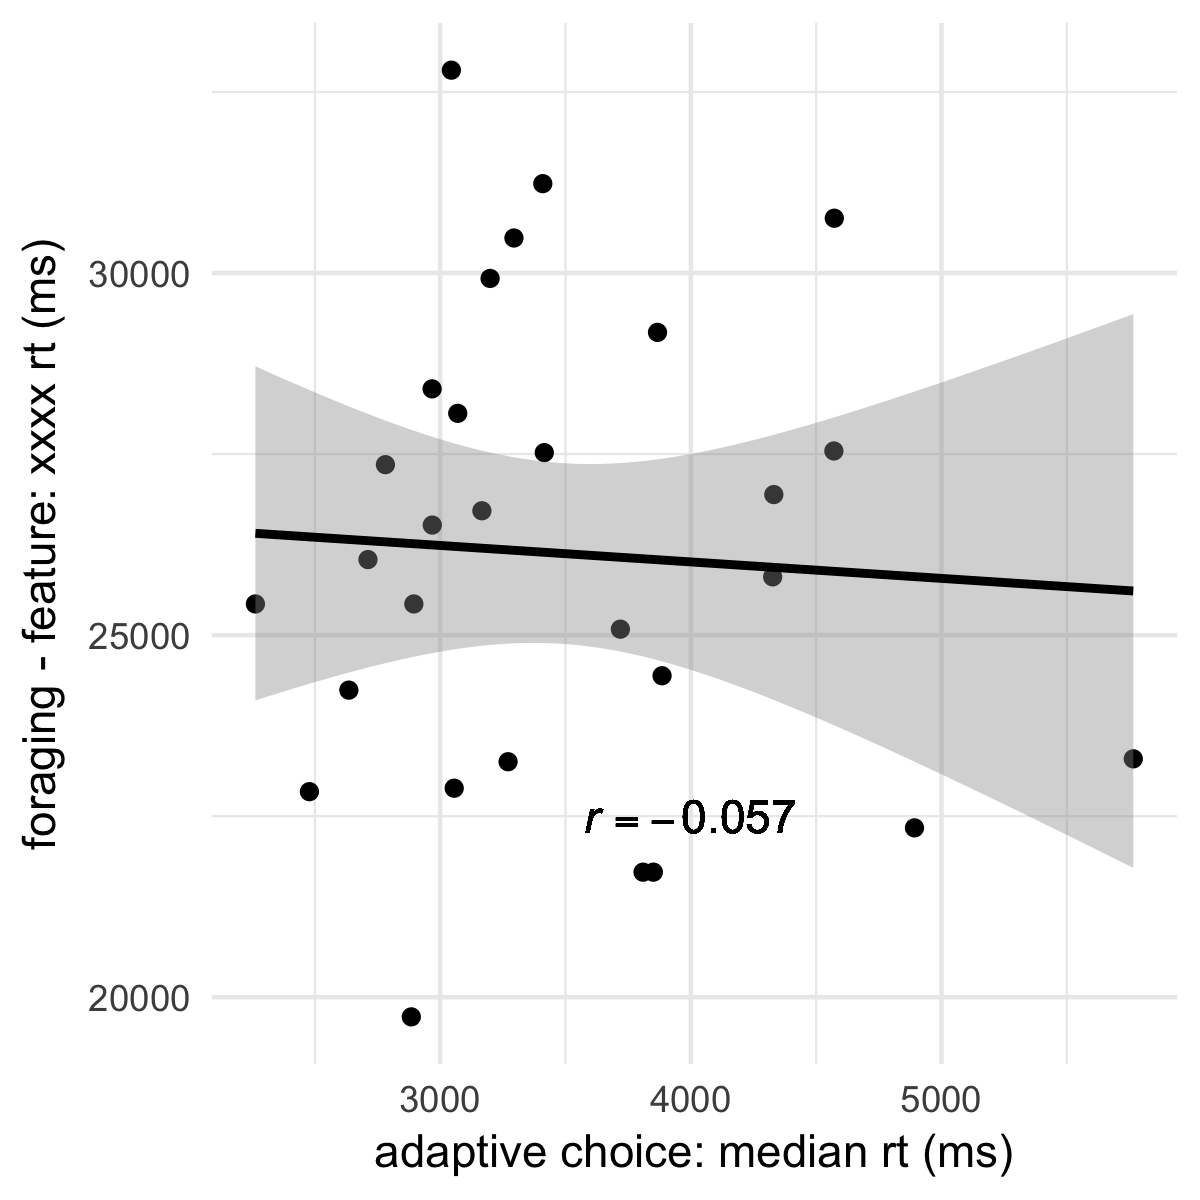 foraging - feature: xxxx rt (ms)
30000
25000
20000
r = −0.057
3000 4000 5000
adaptive choice: median rt (ms)